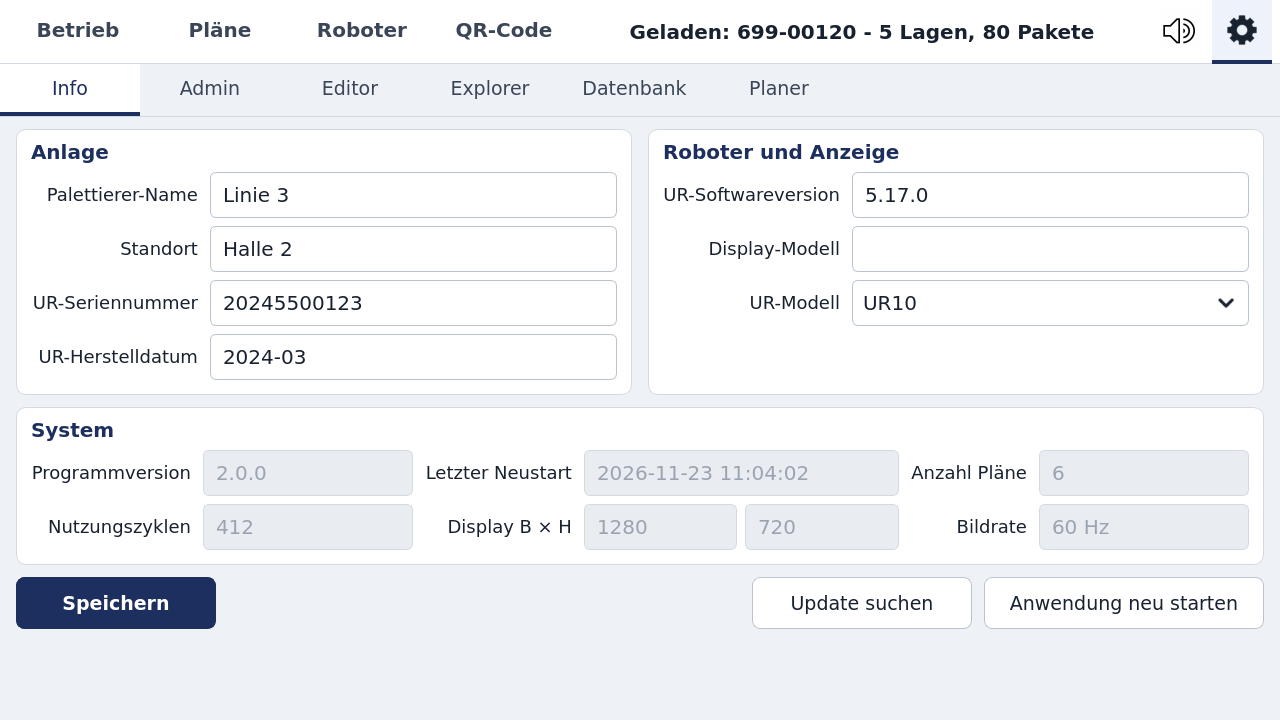 Betrieb Pläne Roboter QR-Code Geladen: 699-00120 - 5 Lagen, 80 Pakete
Info Admin Editor Explorer Datenbank Planer
Anlage
Palettierer-Name Linie 3
Standort Halle 2
UR-Seriennummer 20245500123
UR-Herstelldatum 2024-03
Roboter und Anzeige
UR-Softwareversion 5.17.0
Display-Modell
UR-Modell UR10
System
Programmversion 2.0.0 Letzter Neustart 2026-11-23 11:04:02 Anzahl Pläne 6
Nutzungszyklen 412 Display B × H 1280 720 Bildrate 60 Hz
Speichern Update suchen Anwendung neu starten